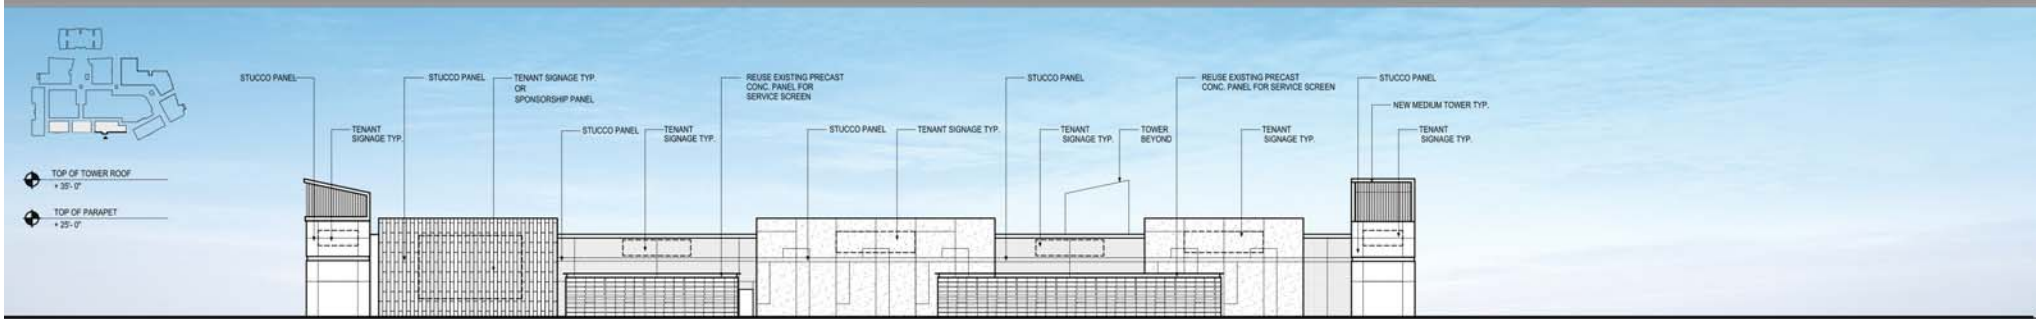 STUCCO PANEL
STUCCO PANEL
TENANT SIGNAGE TYP.
OR
SPONSORSHIP PANEL
REUSE EXISTING PRECAST
CONC. PANEL FOR
SERVICE SCREEN
STUCCO PANEL
REUSE EXISTING PRECAST
CONC. PANEL FOR SERVICE SCREEN
STUCCO PANEL
NEW MEDIUM TOWER TYP.
TENANT
SIGNAGE TYP.
STUCCO PANEL
TENANT
SIGNAGE TYP.
STUCCO PANEL
TENANT SIGNAGE TYP.
TENANT
SIGNAGE TYP.
TOWER
BEYOND
TENANT
SIGNAGE TYP.
TENANT
SIGNAGE TYP.
TOP OF TOWER ROOF
+ 35'- 0"
TOP OF PARAPET
+ 25'- 0"